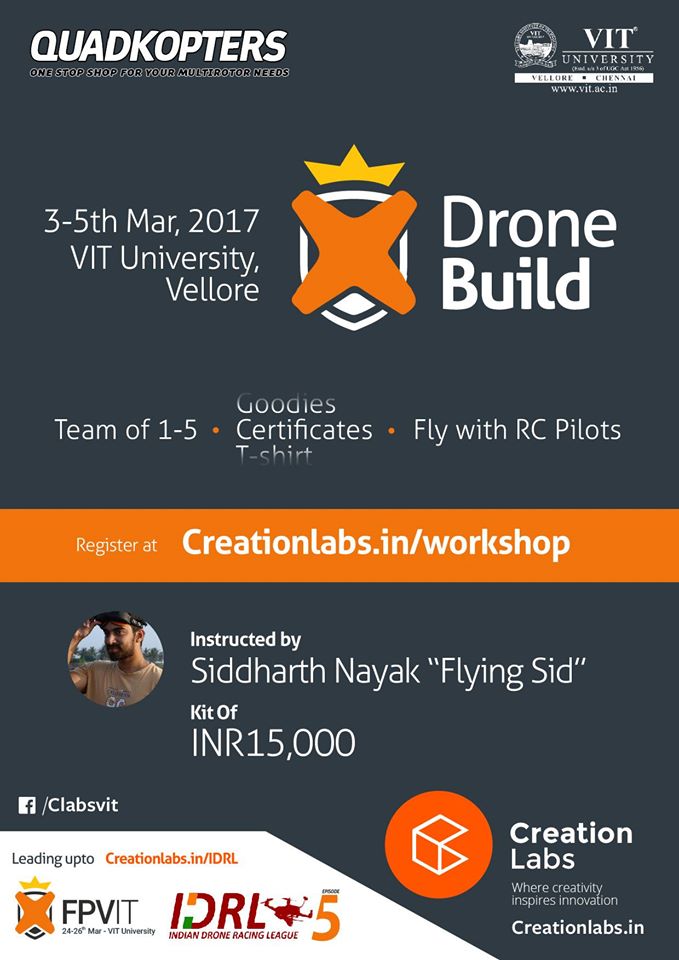 QUADKOPTERS
ONE STOP SHOP FOR YOUR MULTIROTOR NEEDS
VIT®
UNIVERSITY
(Estd. u/s 3 of UGC Act 1956)
VELLORE ▪ CHENNAI
www.vit.ac.in
3-5th Mar, 2017
VIT University,
Vellore
Drone
Build
Goodies
Team of 1-5 • Certificates • Fly with RC Pilots
T-shirt
Register at Creationlabs.in/workshop
Instructed by
Siddharth Nayak “Flying Sid”
Kit Of
INR15,000
/Clabsvit
Leading upto Creationlabs.in/IDRL
FPVIT
24-26th Mar - VIT University
IDRL
INDIAN DRONE RACING LEAGUE
EPISODE
5
Creation
Labs
Where creativity
inspires innovation
Creationlabs.in